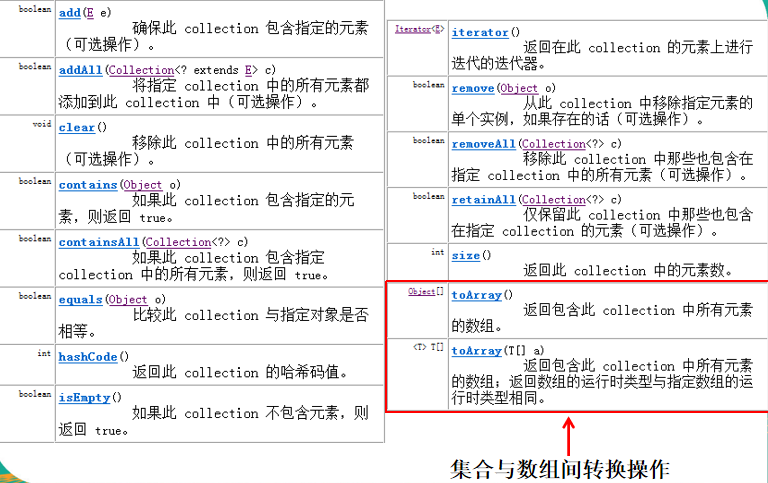 boolean add(E e)
确保此 collection 包含指定的元素
（可选操作）。
boolean addAll(Collection<? extends E> c)
将指定 collection 中的所有元素都
添加到此 collection 中（可选操作）。
void clear()
移除此 collection 中的所有元素
（可选操作）。
boolean contains(Object o)
如果此 collection 包含指定的元
素，则返回 true。
boolean containsAll(Collection<?> c)
如果此 collection 包含指定
collection 中的所有元素，则返回 true。
boolean equals(Object o)
比较此 collection 与指定对象是否
相等。
int hashCode()
返回此 collection 的哈希码值。
boolean isEmpty()
如果此 collection 不包含元素，则
返回 true。
Iterator<E> iterator()
返回在此 collection 的元素上进行
迭代的迭代器。
boolean remove(Object o)
从此 collection 中移除指定元素的
单个实例，如果存在的话（可选操作）。
boolean removeAll(Collection<?> c)
移除此 collection 中那些也包含在
指定 collection 中的所有元素（可选操作）。
boolean retainAll(Collection<?> c)
仅保留此 collection 中那些也包含
在指定 collection 的元素（可选操作）。
int size()
返回此 collection 中的元素数。
Object[] toArray()
返回包含此 collection 中所有元素
的数组。
<T> T[] toArray(T[] a)
返回包含此 collection 中所有元素
的数组；返回数组的运行时类型与指定数组的运
行时类型相同。
集合与数组间转换操作